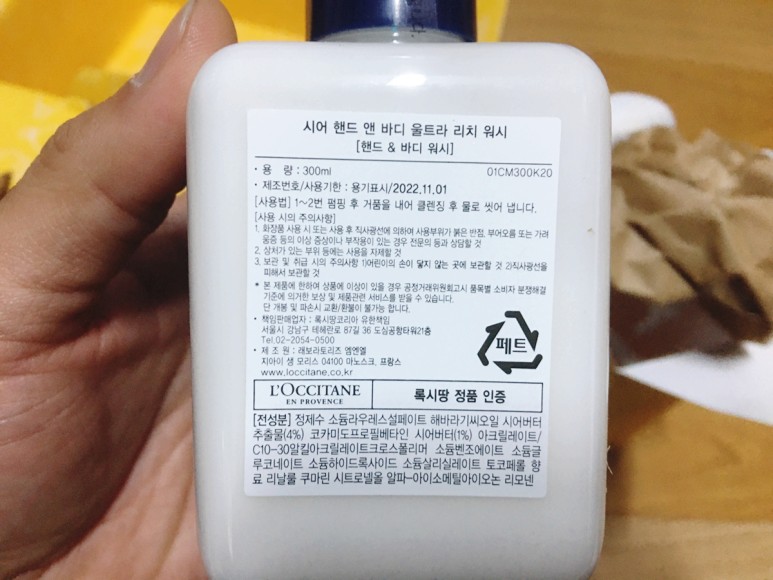 시어 핸드 앤 바디 울트라 리치 워시
[핸드 & 바디 워시]
· 용 량 : 300ml 01CM300K20
· 제조번호/사용기한 : 용기표시/2022.11.01
[사용법] 1~2번 펌핑 후 거품을 내어 클렌징 후 물로 씻어 냅니다.
[사용 시의 주의사항]
1. 화장품 사용 시 또는 사용 후 직사광선에 의하여 사용부위가 붉은 반점, 부어오름 또는 가려
움증 등의 이상 증상이나 부작용이 있는 경우 전문의 등과 상담할 것
2. 상처가 있는 부위 등에는 사용을 자제할 것
3. 보관 및 취급 시의 주의사항 1)어린이의 손이 닿지 않는 곳에 보관할 것 2)직사광선을
피해서 보관할 것
* 본 제품에 한하여 상품에 이상이 있을 경우 공정거래위원회고시 품목별 소비자 분쟁해결
기준에 의거한 보상 및 제품관련 서비스를 받을 수 있습니다.
단 개봉 및 파손시 교환/환불이 불가능 합니다.
· 책임판매업자 : 록시땅코리아 유한책임
서울시 강남구 테헤란로 87길 36 도심공항타워21층
Tel.02-2054-0500
· 제 조 원 : 래보라토리즈 엠엔엘
지아이 생 모리스 04100 마노스크, 프랑스
www.loccitane.co.kr
페트
L'OCCITANE
EN PROVENCE
록시땅 정품 인증
[전성분] 정제수 소듐라우레스설페이트 해바라기씨오일 시어버터
추출물(4%) 코카미도프로필베타인 시어버터(1%) 아크릴레이트/
C10-30알킬아크릴레이트크로스폴리머 소듐벤조에이트 소듐글
루코네이트 소듐하이드록사이드 소듐살리실레이트 토코페롤 향
료 리날룰 쿠마린 시트로넬올 알파-아이소메틸아이오논 리모넨